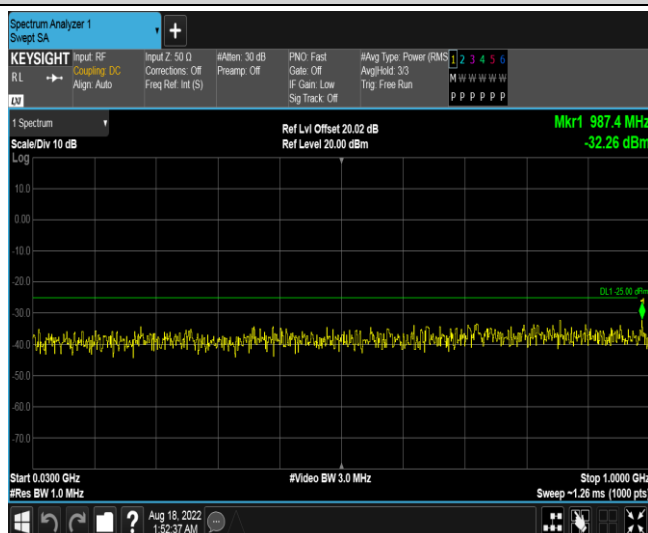 Spectrum Analyzer 1
Swept SA
+
KEYSIGHT
RL
LXI
Input: RF
Coupling: DC
Align: Auto
Input Z: 50 Ω
Corrections: Off
Freq Ref: Int (S)
#Atten: 30 dB
Preamp: Off
PNO: Fast
Gate: Off
IF Gain: Low
Sig Track: Off
#Avg Type: Power (RMS
Avg|Hold: 3/3
Trig: Free Run
1 2 3 4 5 6
M W W W W W
P P P P P P
1 Spectrum
Scale/Div 10 dB
Log
Ref Lvl Offset 20.02 dB
Ref Level 20.00 dBm
Mkr1 987.4 MHz
-32.26 dBm
10.0
0.00
-10.0
-20.0
DL1 -25.00 dBm
-30.0
-40.0
-50.0
-60.0
-70.0
Start 0.0300 GHz
#Res BW 1.0 MHz
#Video BW 3.0 MHz
Stop 1.0000 GHz
Sweep ~1.26 ms (1000 pts)
?
Aug 18, 2022
1:52:37 AM